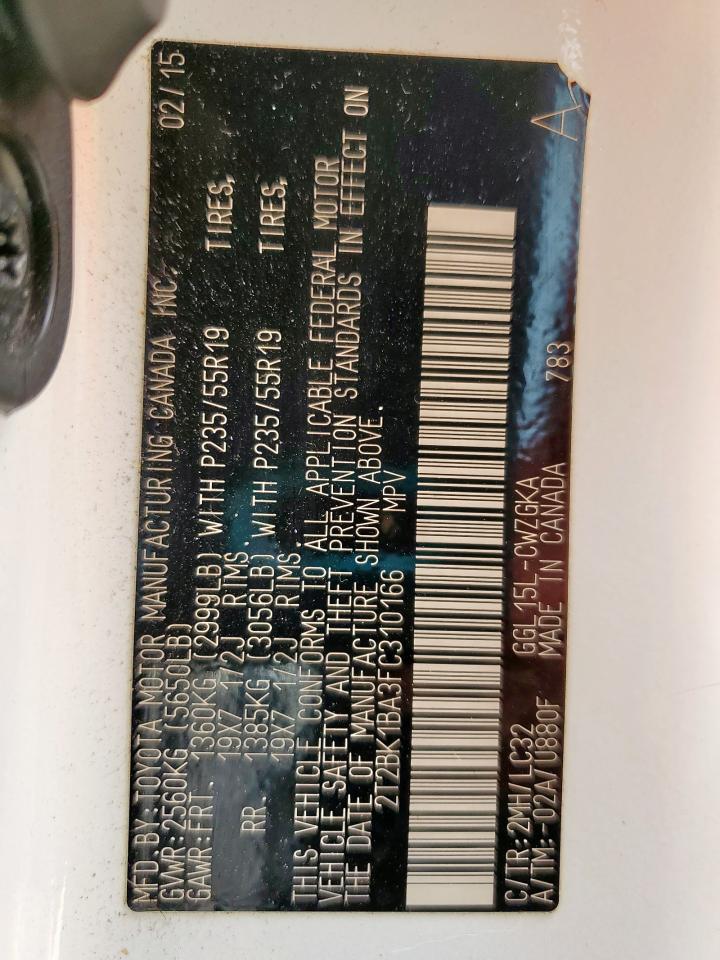 MFD.BY:TOYOTA MOTOR MANUFACTURING CANADA INC. 02/15
GVWR:2560KG (5650LB)
GAWR:FRT. 1360KG (2999LB) WITH P235/55R19 TIRES,
19X7 1/2J RIMS.
RR. 1385KG (3056LB) WITH P235/55R19 TIRES,
19X7 1/2J RIMS.
THIS VEHICLE CONFORMS TO ALL APPLICABLE FEDERAL MOTOR
VEHICLE SAFETY AND THEFT PREVENTION STANDARDS IN EFFECT ON
THE DATE OF MANUFACTURE SHOWN ABOVE.
2T2BK1BA3FC310166 MPV
C/TR:2MH/LC32 GGL15L-CWZGKA A
A/TM:-02A/U880F MADE IN CANADA 783